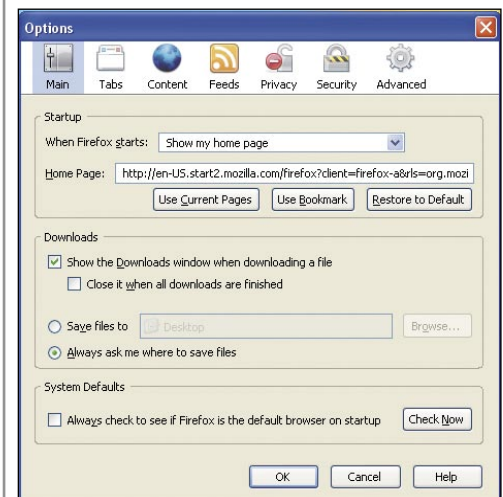 Options
Main Tabs Content Feeds Privacy Security Advanced
Startup
When Firefox starts: Show my home page
Home Page: http://en-US.start2.mozilla.com/firefox?client=firefox-a&rls=org.mozi
Use Current Pages Use Bookmark Restore to Default
Downloads
Show the Downloads window when downloading a file
Close it when all downloads are finished
Save files to Desktop Browse...
Always ask me where to save files
System Defaults
Always check to see if Firefox is the default browser on startup Check Now
OK Cancel Help